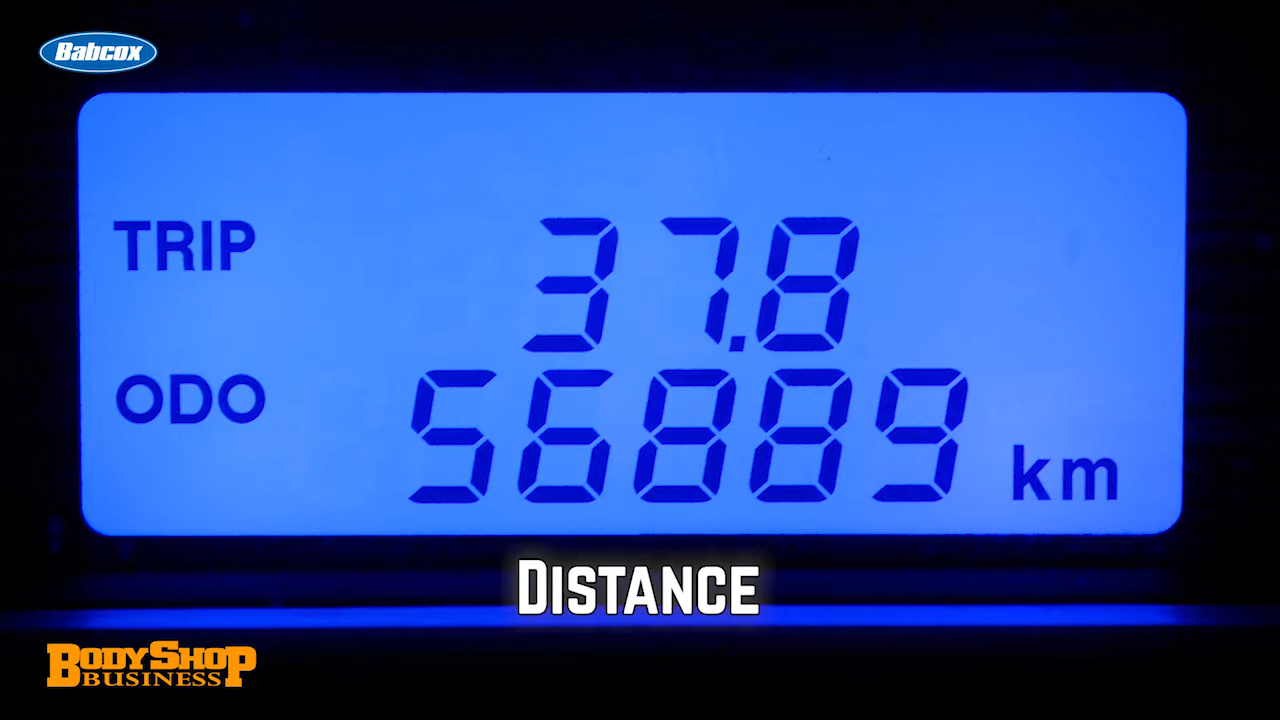 Babcox
TRIP 37.8
ODO 56889 km
DISTANCE
BODYSHOP
BUSINESS